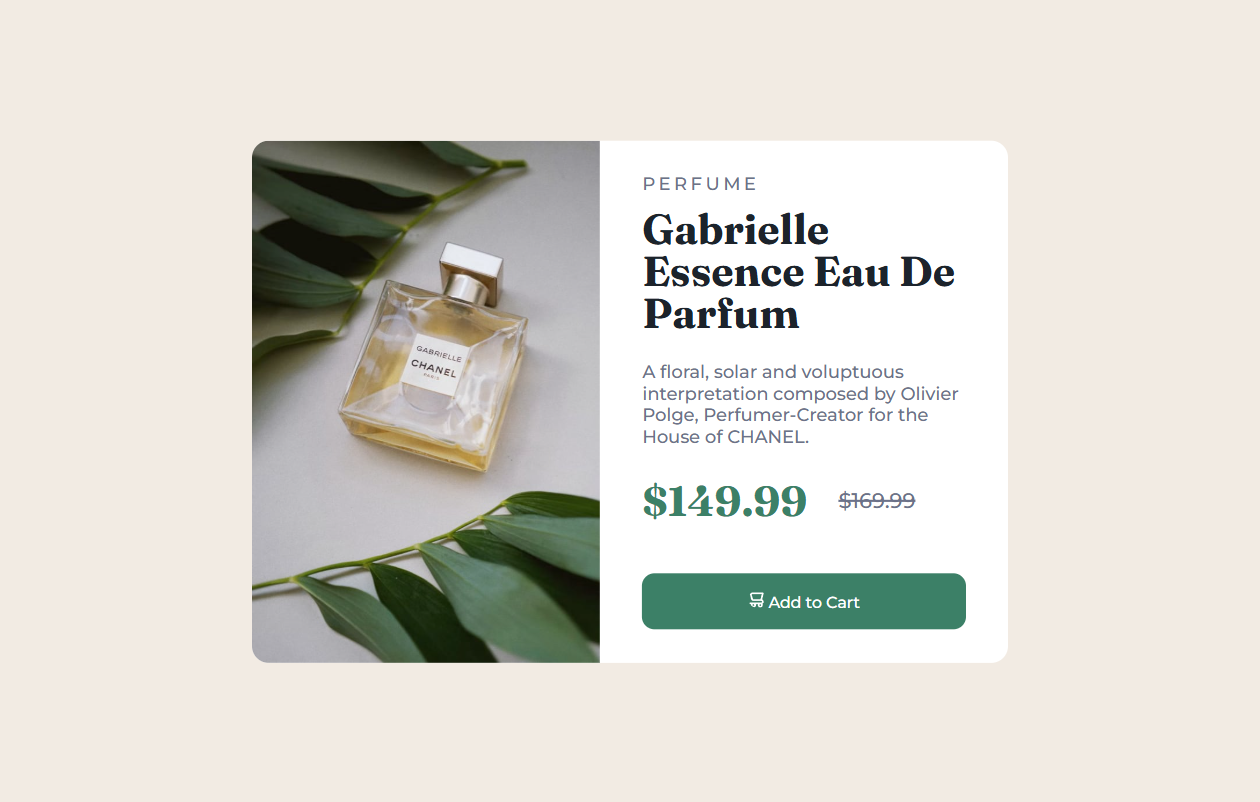 GABRIELLE
CHANEL
PARIS
PERFUME
Gabrielle
Essence Eau De
Parfum
A floral, solar and voluptuous
interpretation composed by Olivier
Polge, Perfumer-Creator for the
House of CHANEL.
$149.99 $169.99
Add to Cart